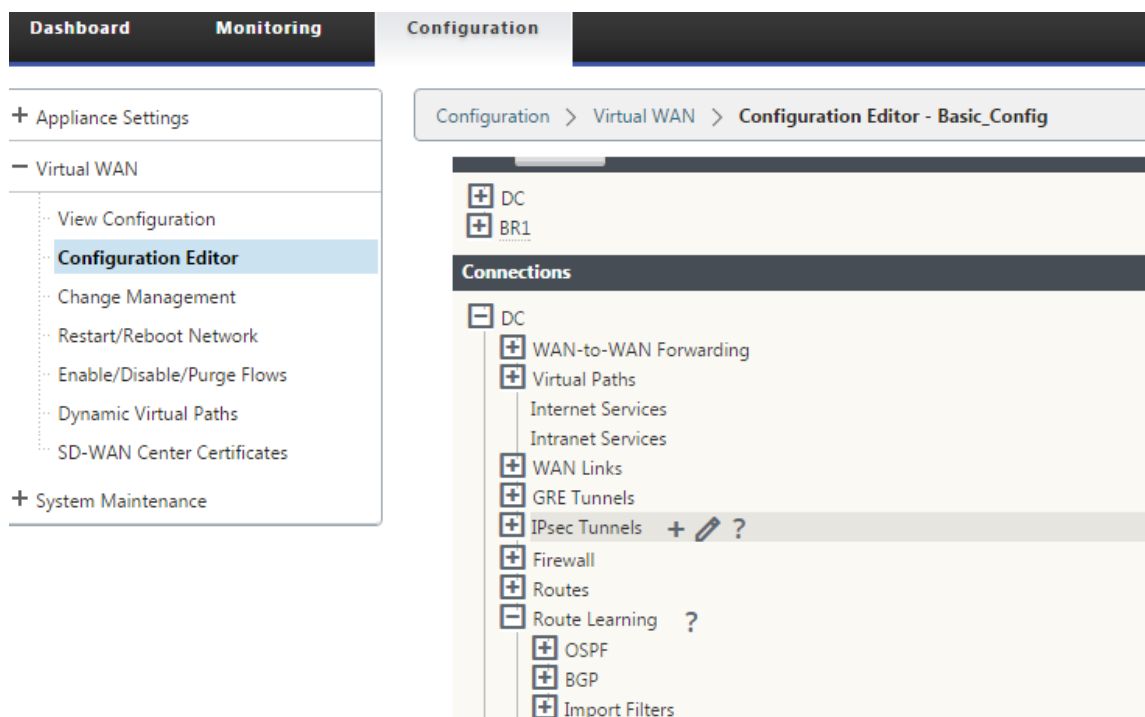 Dashboard Monitoring Configuration
+ Appliance Settings
− Virtual WAN
View Configuration
Configuration Editor
Change Management
Restart/Reboot Network
Enable/Disable/Purge Flows
Dynamic Virtual Paths
SD-WAN Center Certificates
+ System Maintenance
Configuration > Virtual WAN > Configuration Editor - Basic_Config
+ DC
+ BR1
Connections
− DC
+ WAN-to-WAN Forwarding
+ Virtual Paths
Internet Services
Intranet Services
+ WAN Links
+ GRE Tunnels
+ IPsec Tunnels + ?
+ Firewall
+ Routes
− Route Learning ?
+ OSPF
+ BGP
+ Import Filters